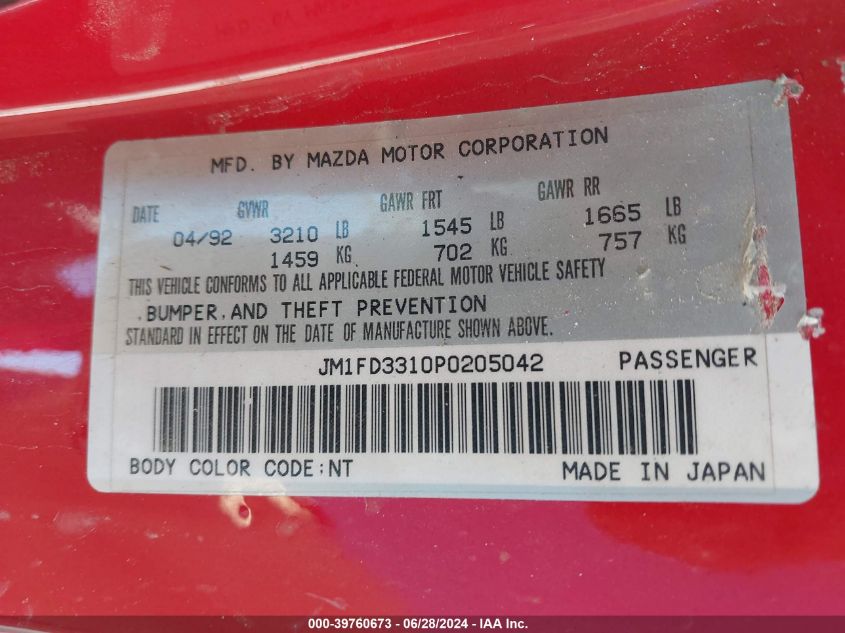 MFD. BY MAZDA MOTOR CORPORATION
DATE GVWR GAWR FRT GAWR RR
04/92 3210 LB 1545 LB 1665 LB
1459 KG 702 KG 757 KG
THIS VEHICLE CONFORMS TO ALL APPLICABLE FEDERAL MOTOR VEHICLE SAFETY
.BUMPER.AND THEFT PREVENTION
STANDARD IN EFFECT ON THE DATE OF MANUFACTURE SHOWN ABOVE.
JM1FD3310P0205042 PASSENGER
BODY COLOR CODE:NT MADE IN JAPAN
000-39760673 - 06/28/2024 - IAA Inc.